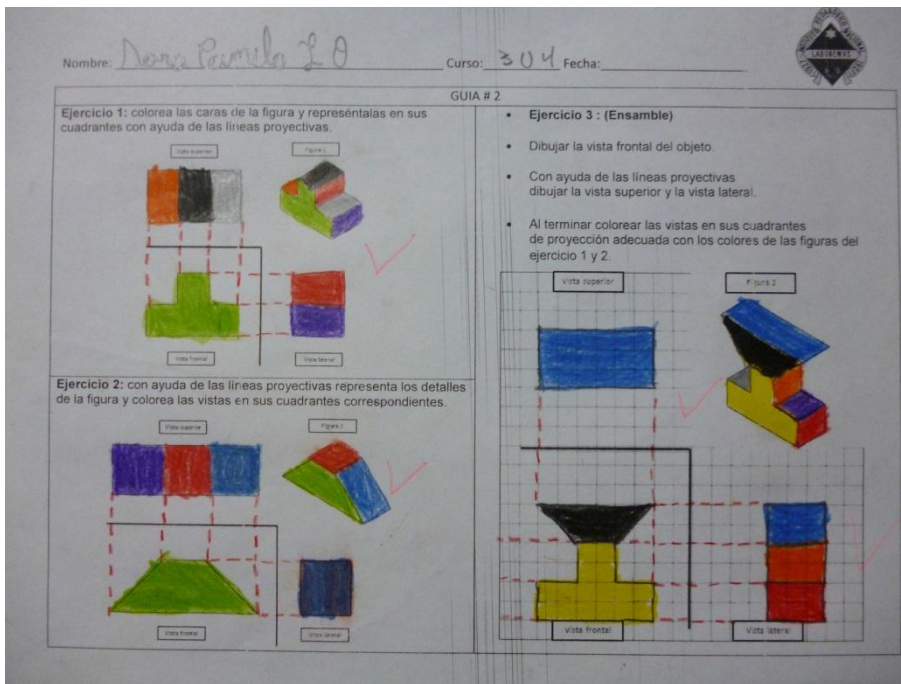 Nombre: Dana Pamela L O Curso: 304 Fecha:
GUIA # 2
Ejercicio 1: colorea las caras de la figura y represéntalas en sus
cuadrantes con ayuda de las líneas proyectivas.
Vista superior
Figura 1
Vista frontal
Vista lateral
Ejercicio 2: con ayuda de las líneas proyectivas representa los detalles
de la figura y colorea las vistas en sus cuadrantes correspondientes.
Vista superior
Figura 2
Vista frontal
Vista lateral
• Ejercicio 3 : (Ensamble)
• Dibujar la vista frontal del objeto.
• Con ayuda de las líneas proyectivas
dibujar la vista superior y la vista lateral.
• Al terminar colorear las vistas en sus cuadrantes
de proyección adecuada con los colores de las figuras del
ejercicio 1 y 2.
Vista superior
Figura 3
Vista frontal
Vista lateral